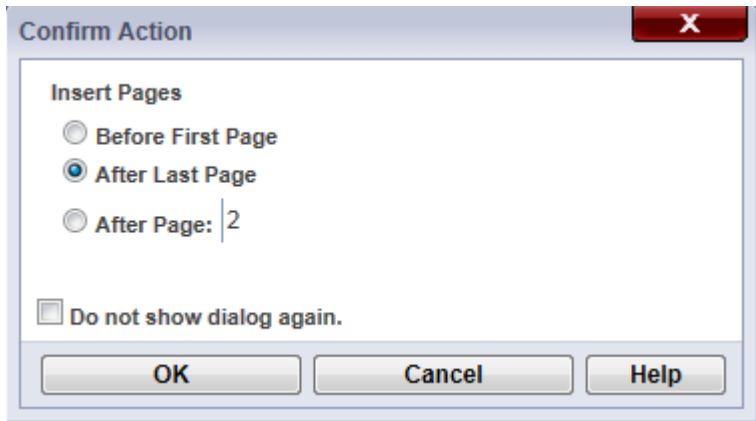 Confirm Action
X
Insert Pages
Before First Page
After Last Page
After Page: 2
Do not show dialog again.
OK Cancel Help